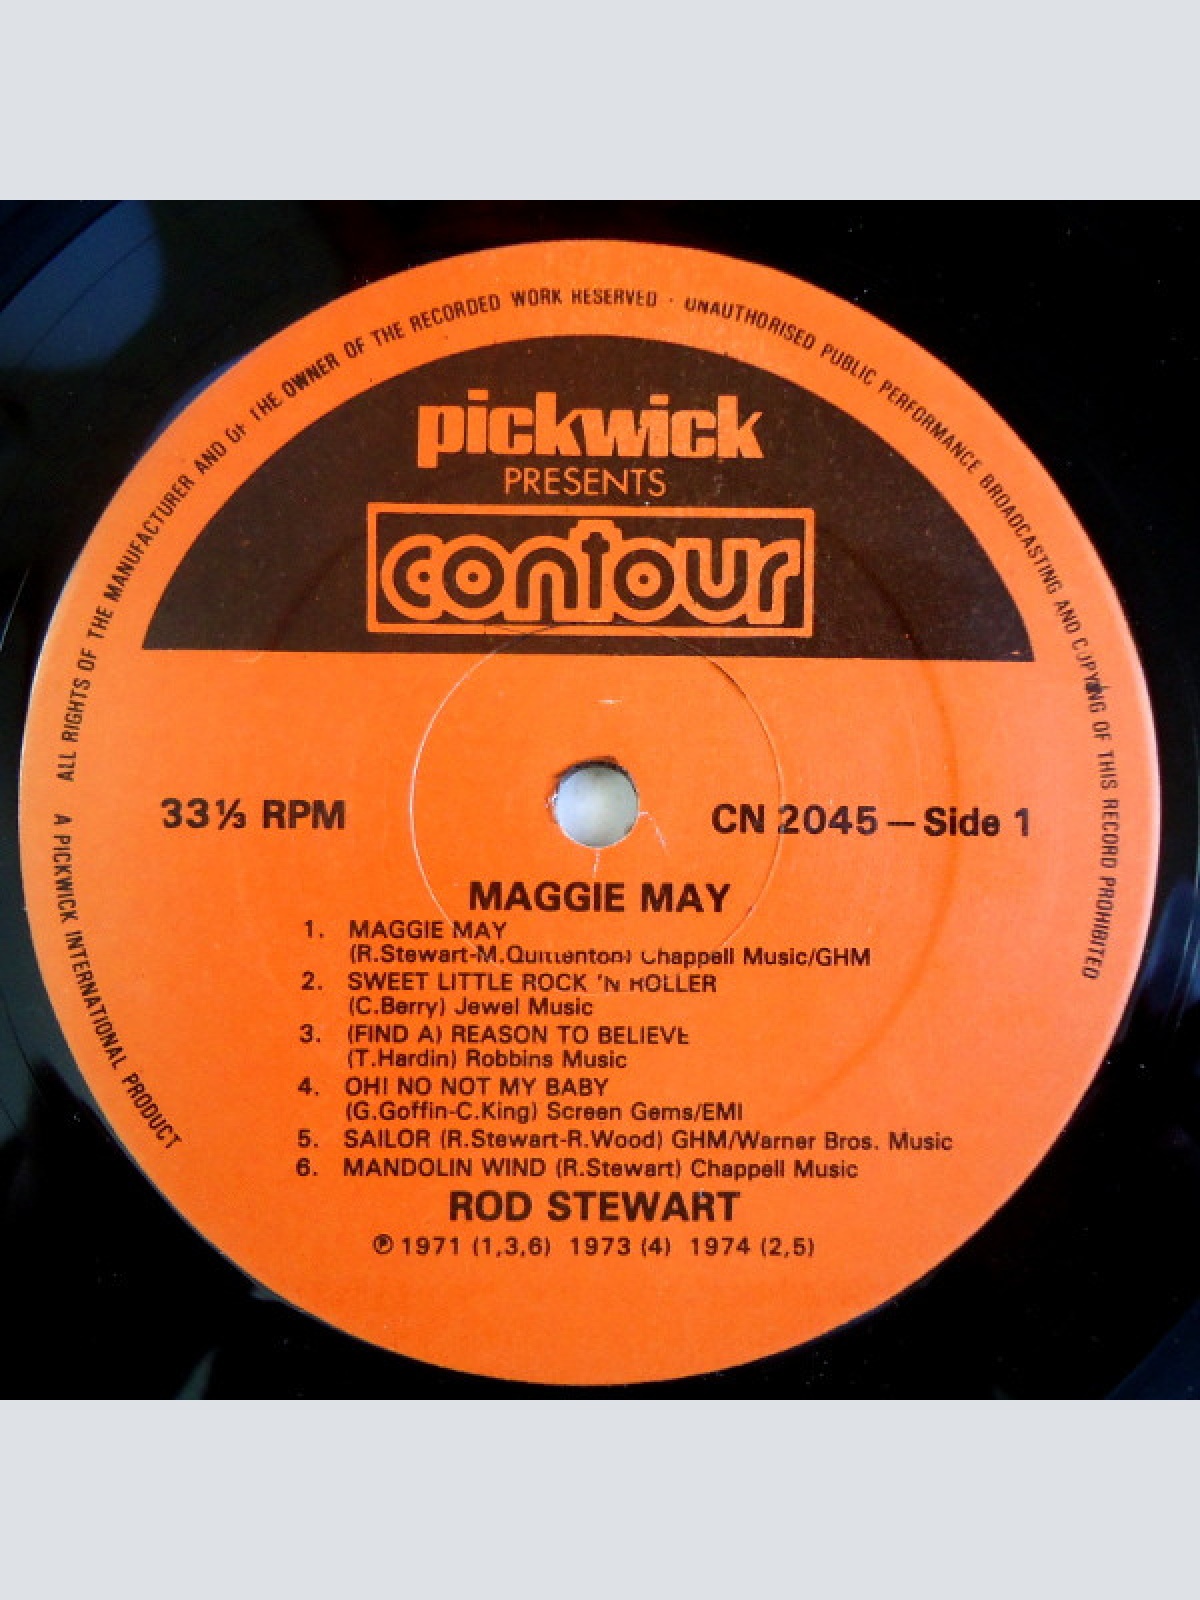 ALL RIGHTS OF THE MANUFACTURER AND OF THE OWNER OF THE RECORDED WORK RESERVED · UNAUTHORISED PUBLIC PERFORMANCE BROADCASTING AND COPYING OF THIS RECORD PROHIBITED
pickwick
PRESENTS
contour
33⅓ RPM
CN 2045 – Side 1
MAGGIE MAY
1. MAGGIE MAY
(R.Stewart-M.Quittenton) Chappell Music/GHM
2. SWEET LITTLE ROCK 'N ROLLER
(C.Berry) Jewel Music
3. (FIND A) REASON TO BELIEVE
(T.Hardin) Robbins Music
4. OH! NO NOT MY BABY
(G.Goffin-C.King) Screen Gems/EMI
5. SAILOR (R.Stewart-R.Wood) GHM/Warner Bros. Music
6. MANDOLIN WIND (R.Stewart) Chappell Music
ROD STEWART
℗ 1971 (1,3,6) 1973 (4) 1974 (2,5)
A PICKWICK INTERNATIONAL PRODUCT